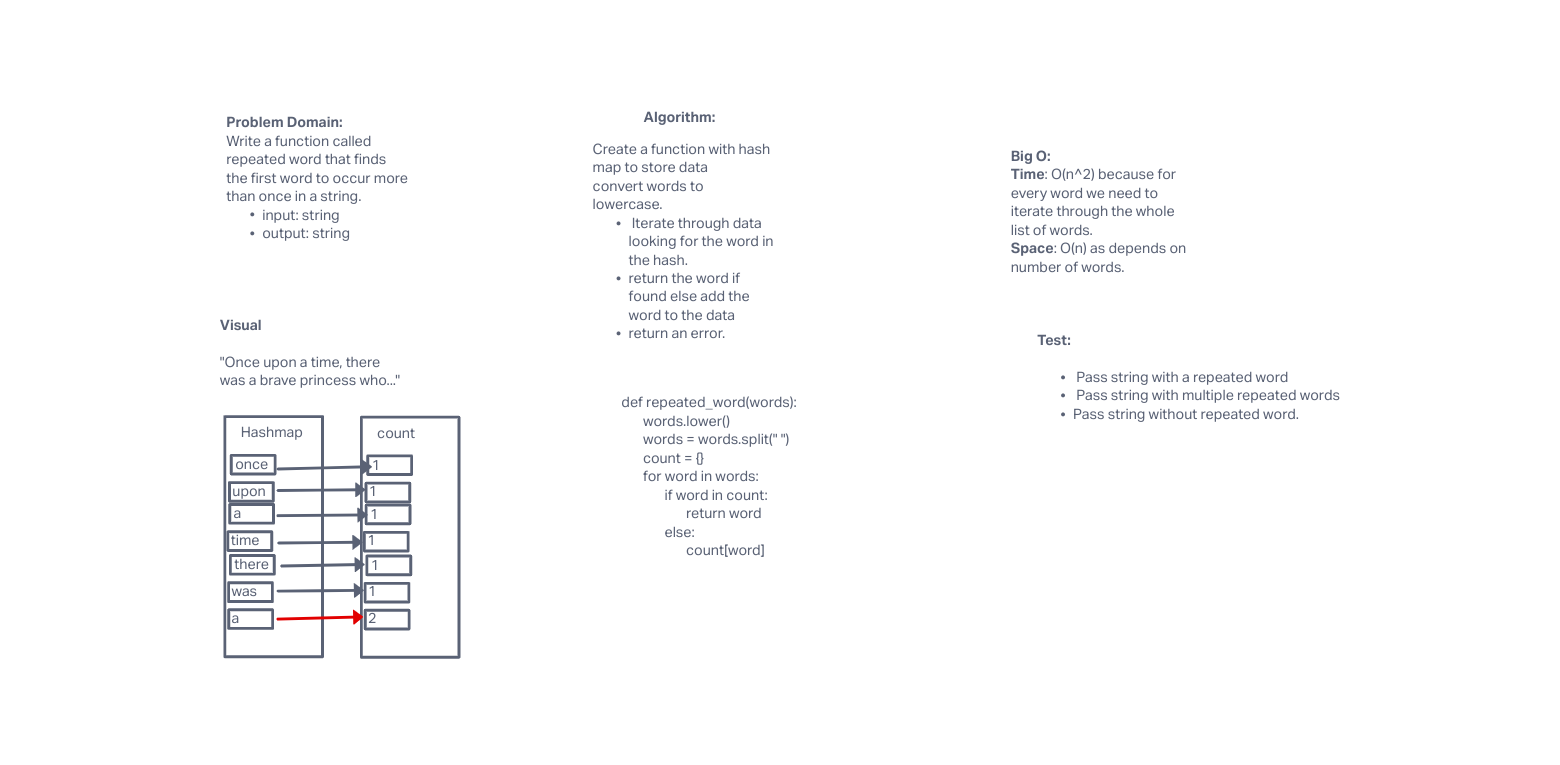 Problem Domain:
Write a function called
repeated word that finds
the first word to occur more
than once in a string.
• input: string
• output: string
Visual
"Once upon a time, there
was a brave princess who..."
Hashmap
count
once
1
upon
1
a
1
time
1
there
1
was
1
a
2
Algorithm:
Create a function with hash
map to store data
convert words to
lowercase.
• Iterate through data
looking for the word in
the hash.
• return the word if
found else add the
word to the data
• return an error.
def repeated_word(words):
words.lower()
words = words.split(" ")
count = {}
for word in words:
if word in count:
return word
else:
count[word]
Big O:
Time: O(n^2) because for
every word we need to
iterate through the whole
list of words.
Space: O(n) as depends on
number of words.
Test:
• Pass string with a repeated word
• Pass string with multiple repeated words
• Pass string without repeated word.